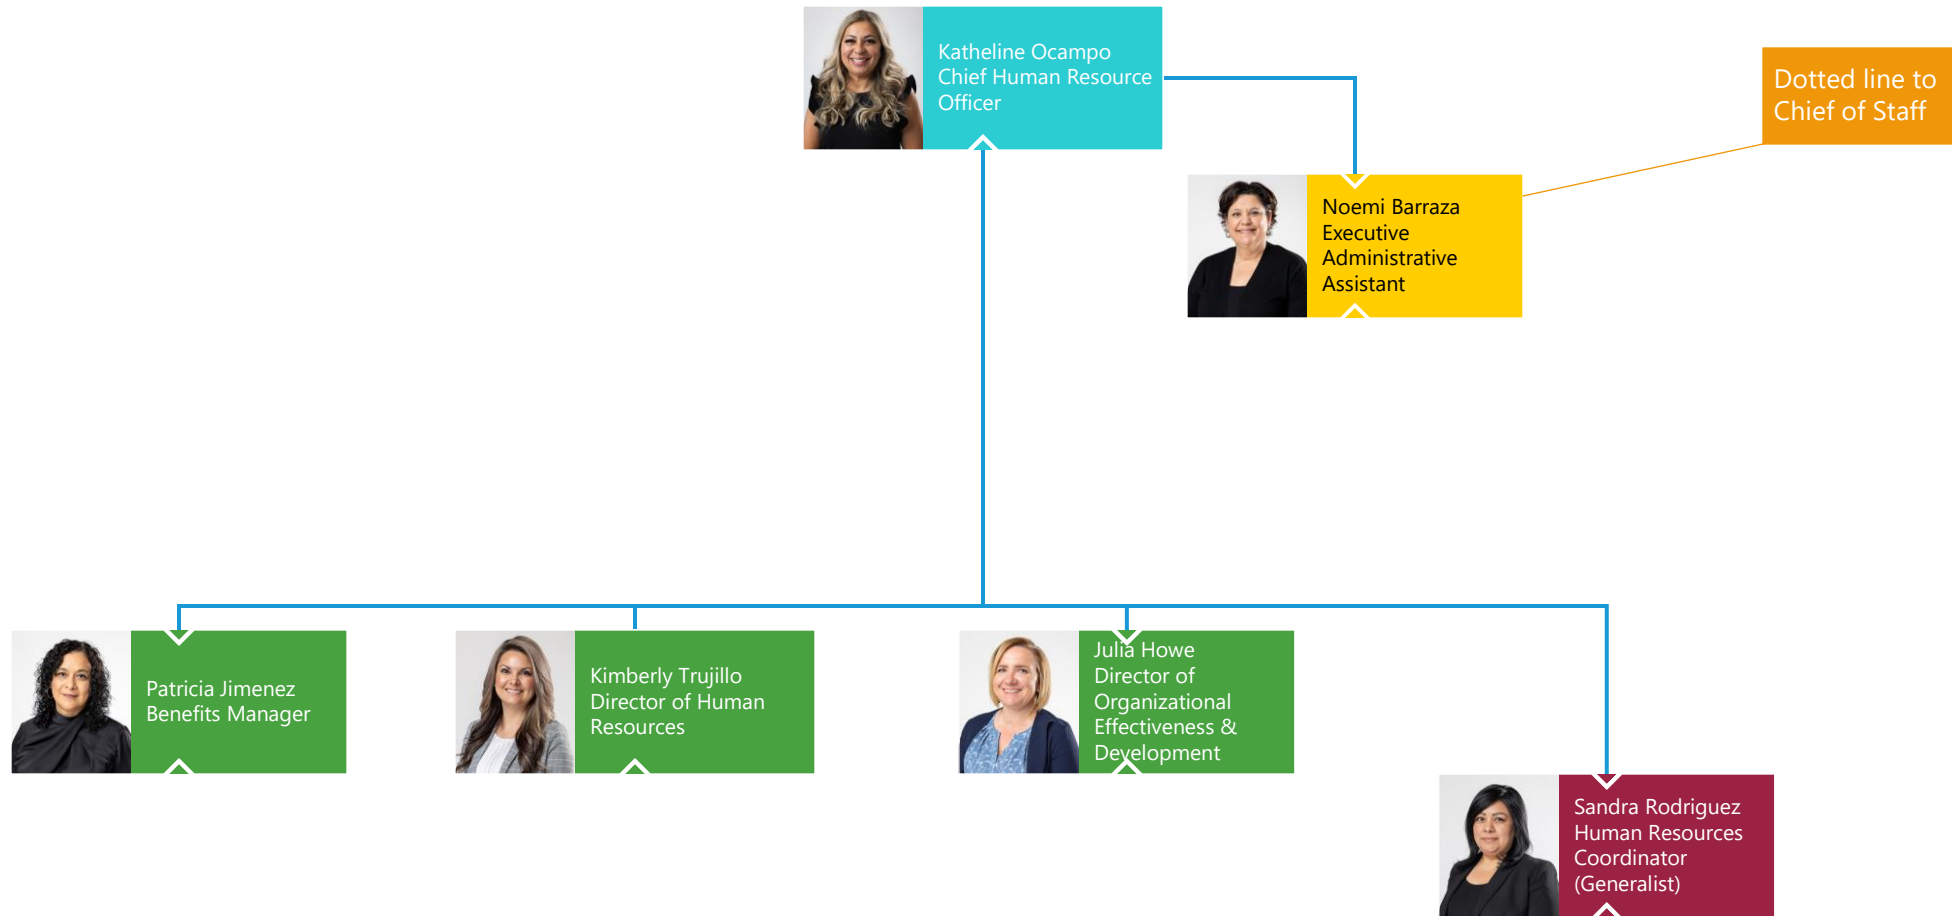 Katheline Ocampo
Chief Human Resource
Officer
Dotted line to
Chief of Staff
Noemi Barraza
Executive
Administrative
Assistant
Patricia Jimenez
Benefits Manager
Kimberly Trujillo
Director of Human
Resources
Julia Howe
Director of
Organizational
Effectiveness &
Development
Sandra Rodriguez
Human Resources
Coordinator
(Generalist)